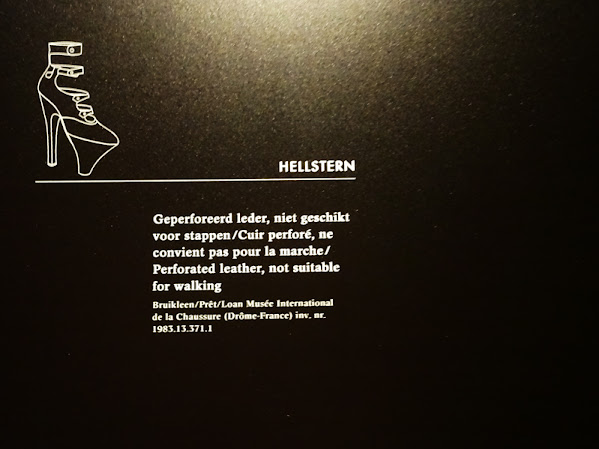 HELLSTERN
Geperforeerd leder, niet geschikt
voor stappen/Cuir perforé, ne
convient pas pour la marche/
Perforated leather, not suitable
for walking
Bruikleen/Prêt/Loan Musée International
de la Chaussure (Drôme-France) inv. nr.
1983.13.371.1